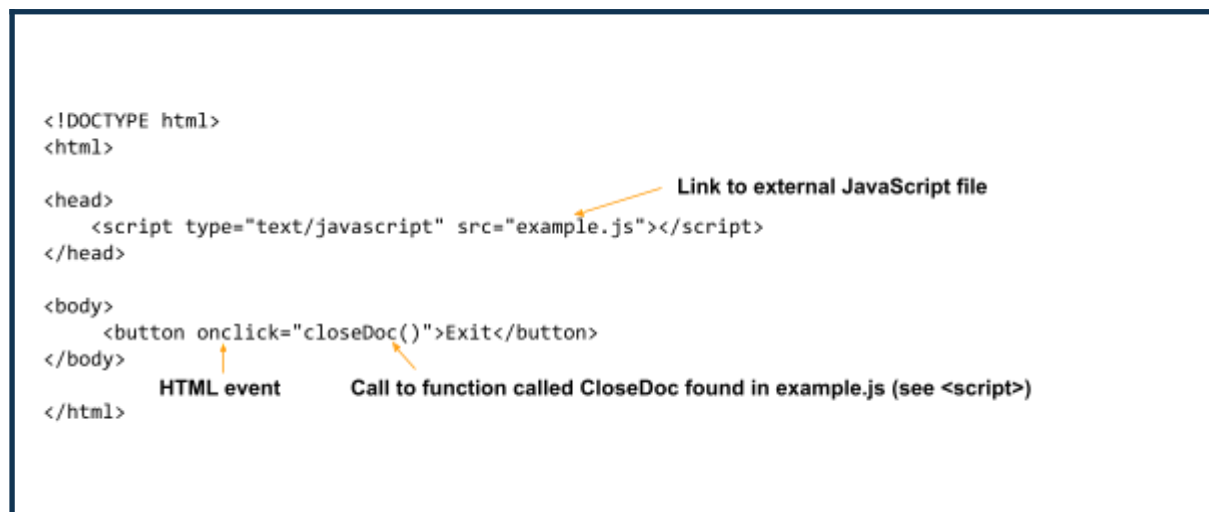 <!DOCTYPE html>
<html>
<head>
Link to external JavaScript file
<script type="text/javascript" src="example.js"></script>
</head>
<body>
<button onclick="closeDoc()">Exit</button>
</body>
HTML event
Call to function called CloseDoc found in example.js (see <script>)
</html>